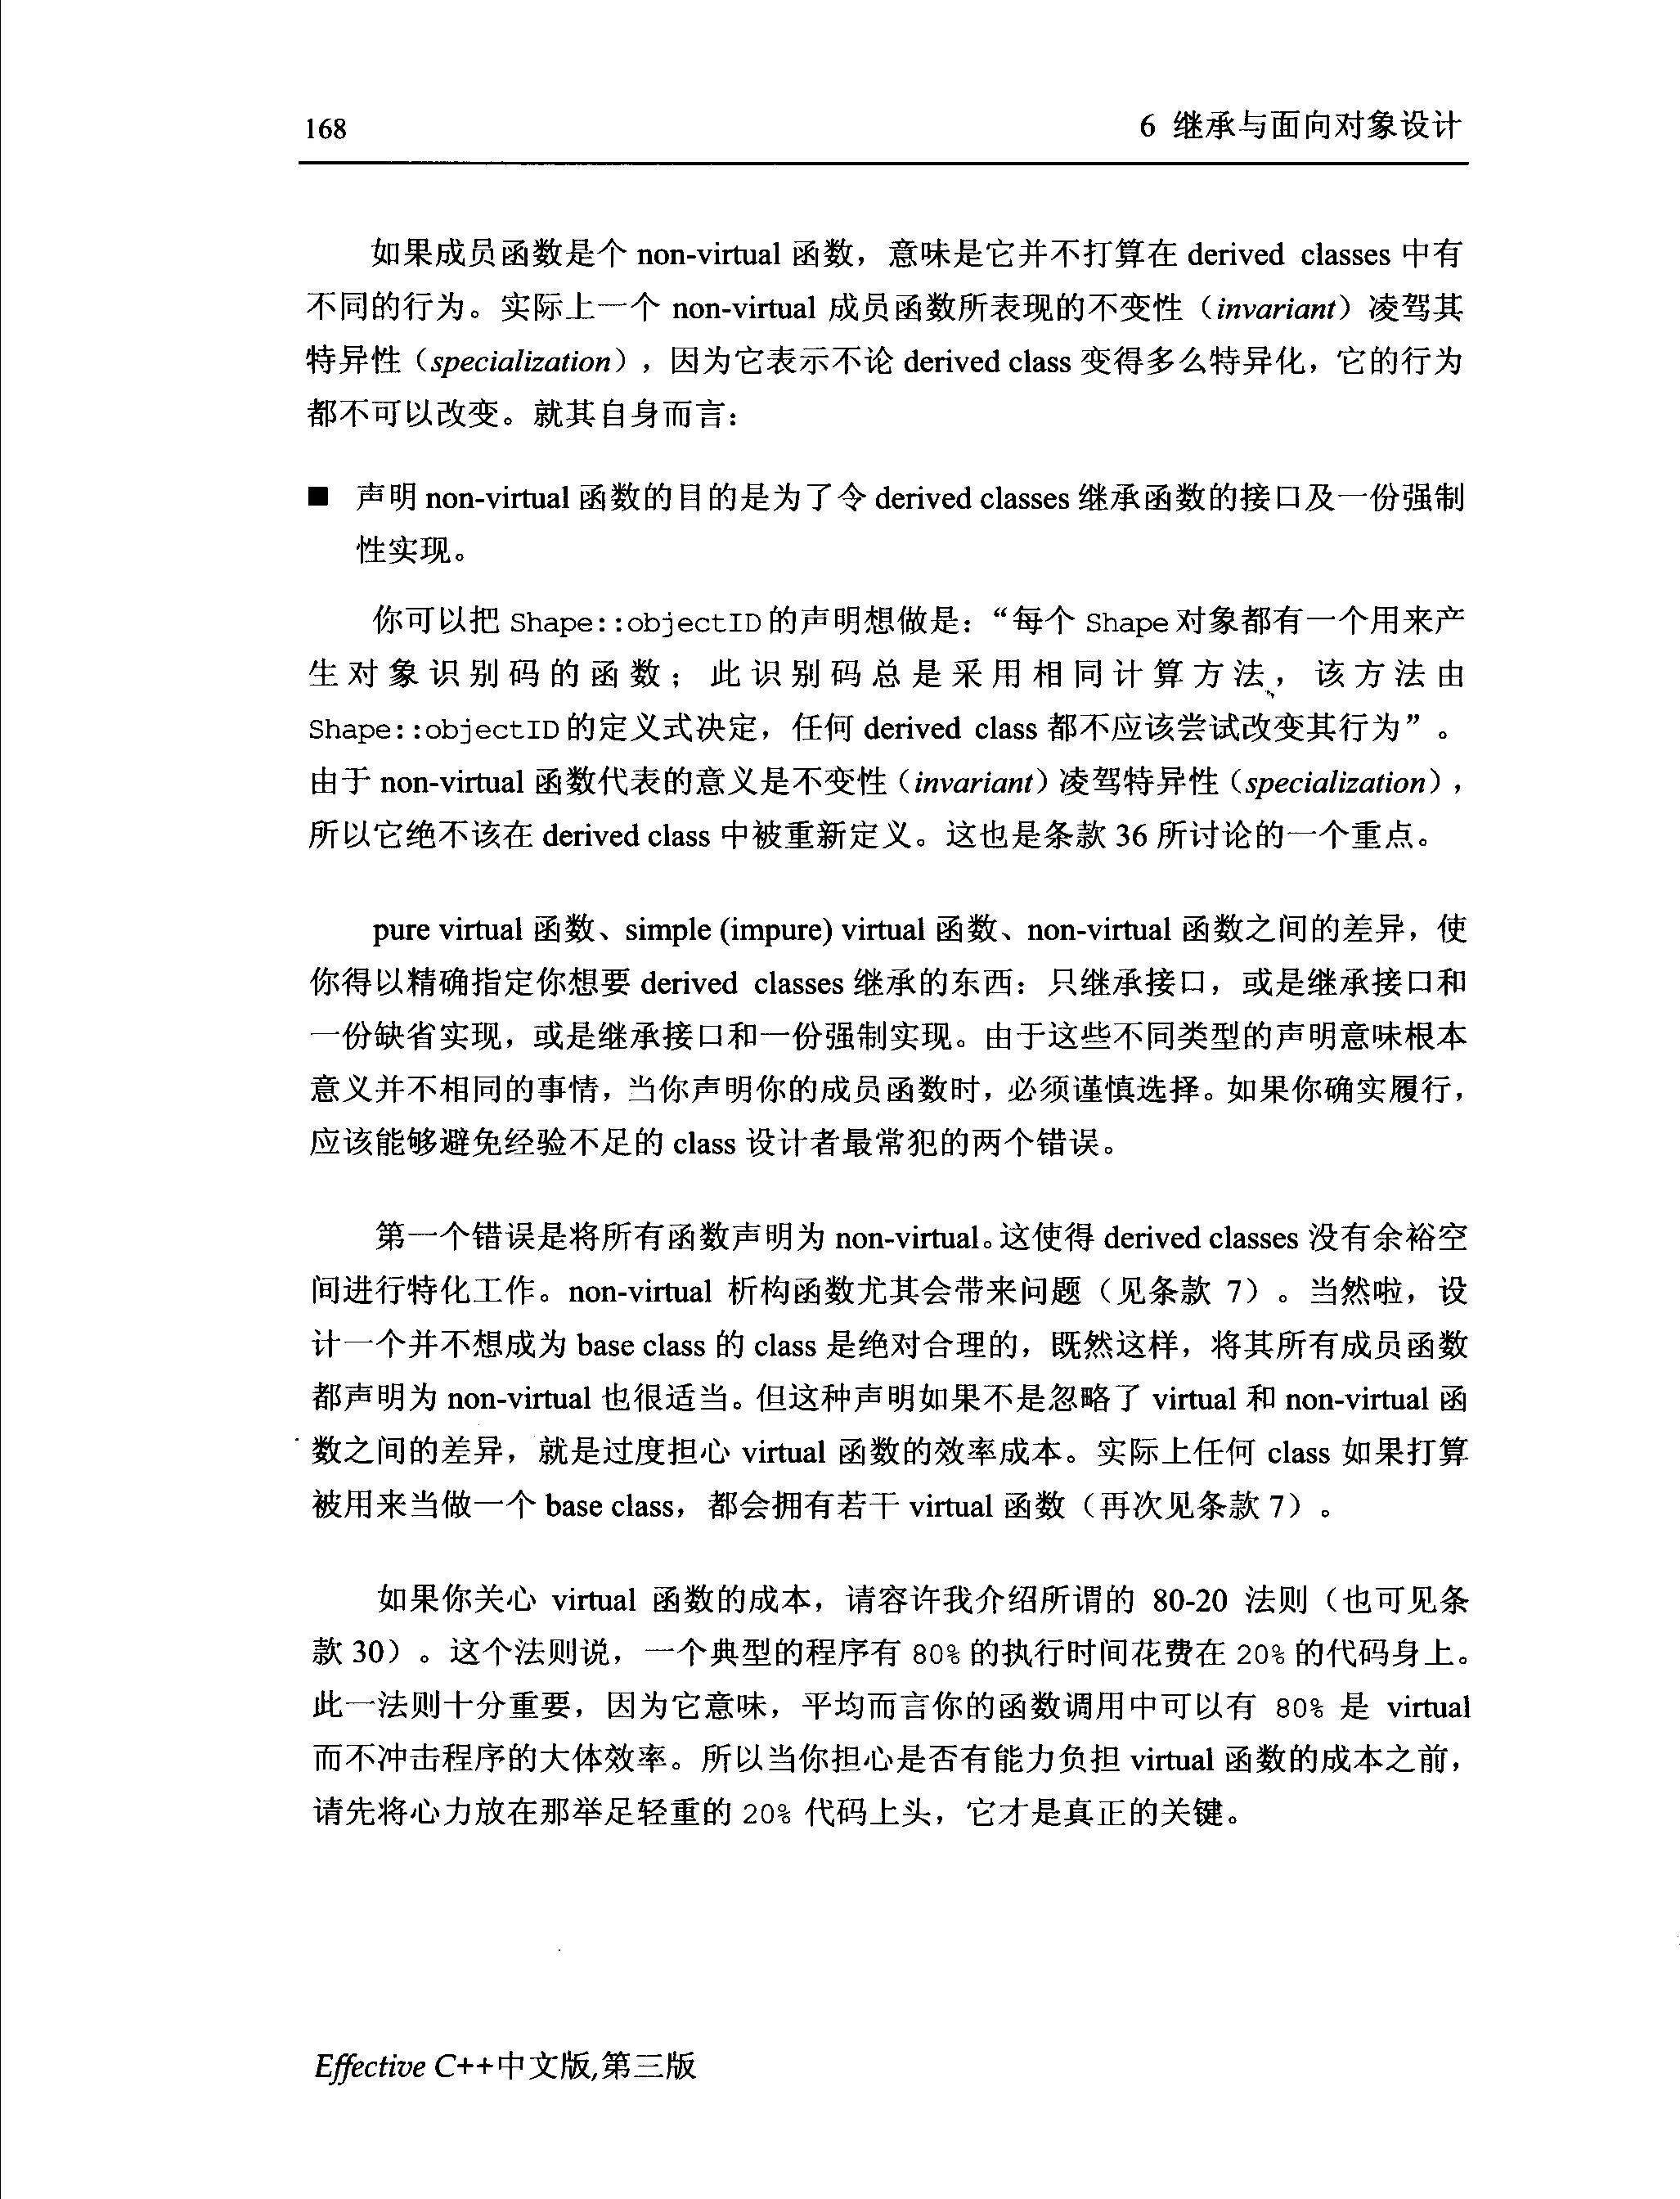 168
6 继承与面向对象设计
如果成员函数是个 non-virtual 函数，意味是它并不打算在 derived classes 中有
不同的行为。实际上一个 non-virtual 成员函数所表现的不变性（invariant）凌驾其
特异性（specialization），因为它表示不论 derived class 变得多么特异化，它的行为
都不可以改变。就其自身而言：
■ 声明 non-virtual 函数的目的是为了令 derived classes 继承函数的接口及一份强制
性实现。
你可以把 Shape::objectID 的声明想做是：“每个 Shape 对象都有一个用来产
生对象识别码的函数；此识别码总是采用相同计算方法，该方法由
Shape::objectID 的定义式决定，任何 derived class 都不应该尝试改变其行为”。
由于 non-virtual 函数代表的意义是不变性（invariant）凌驾特异性（specialization），
所以它绝不该在 derived class 中被重新定义。这也是条款 36 所讨论的一个重点。
pure virtual 函数、simple (impure) virtual 函数、non-virtual 函数之间的差异，使
你得以精确指定你想要 derived classes 继承的东西：只继承接口，或是继承接口和
一份缺省实现，或是继承接口和一份强制实现。由于这些不同类型的声明意味根本
意义并不相同的事情，当你声明你的成员函数时，必须谨慎选择。如果你确实履行，
应该能够避免经验不足的 class 设计者最常犯的两个错误。
第一个错误是将所有函数声明为 non-virtual。这使得 derived classes 没有余裕空
间进行特化工作。non-virtual 析构函数尤其会带来问题（见条款 7）。当然啦，设
计一个并不想成为 base class 的 class 是绝对合理的，既然这样，将其所有成员函数
都声明为 non-virtual 也很适当。但这种声明如果不是忽略了 virtual 和 non-virtual 函
数之间的差异，就是过度担心 virtual 函数的效率成本。实际上任何 class 如果打算
被用来当做一个 base class，都会拥有若干 virtual 函数（再次见条款 7）。
如果你关心 virtual 函数的成本，请容许我介绍所谓的 80-20 法则（也可见条
款 30）。这个法则说，一个典型的程序有 80% 的执行时间花费在 20% 的代码身上。
此一法则十分重要，因为它意味，平均而言你的函数调用中可以有 80% 是 virtual
而不冲击程序的大体效率。所以当你担心是否有能力负担 virtual 函数的成本之前，
请先将心力放在那举足轻重的 20% 代码上头，它才是真正的关键。
Effective C++中文版,第三版